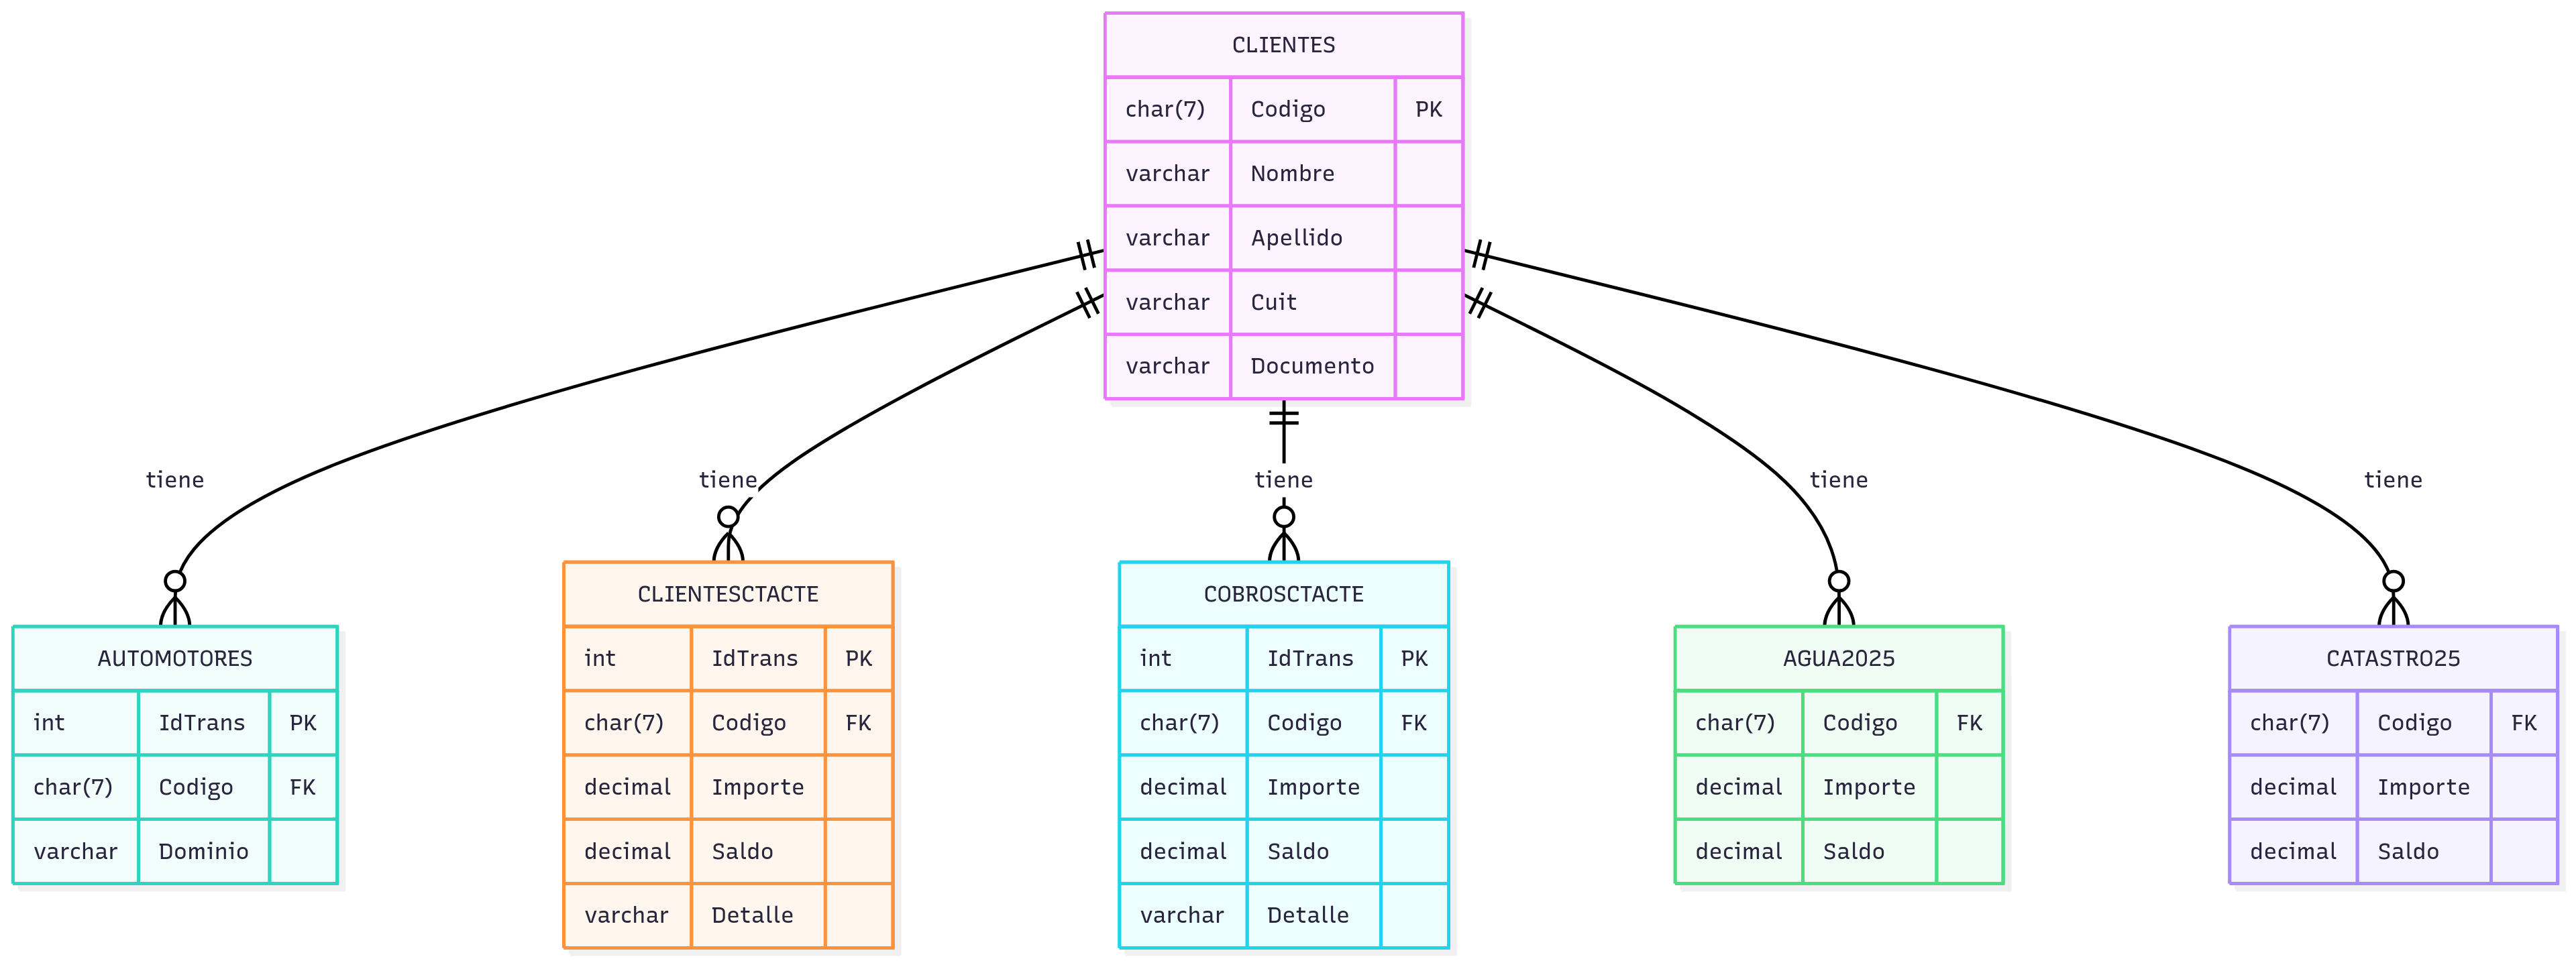 CLIENTES
char(7) Codigo PK
varchar Nombre
varchar Apellido
varchar Cuit
varchar Documento
tiene tiene tiene tiene tiene
AUTOMOTORES
int IdTrans PK
char(7) Codigo FK
varchar Dominio
CLIENTESCTACTE
int IdTrans PK
char(7) Codigo FK
decimal Importe
decimal Saldo
varchar Detalle
COBROSCTACTE
int IdTrans PK
char(7) Codigo FK
decimal Importe
decimal Saldo
varchar Detalle
AGUA2025
char(7) Codigo FK
decimal Importe
decimal Saldo
CATASTRO25
char(7) Codigo FK
decimal Importe
decimal Saldo